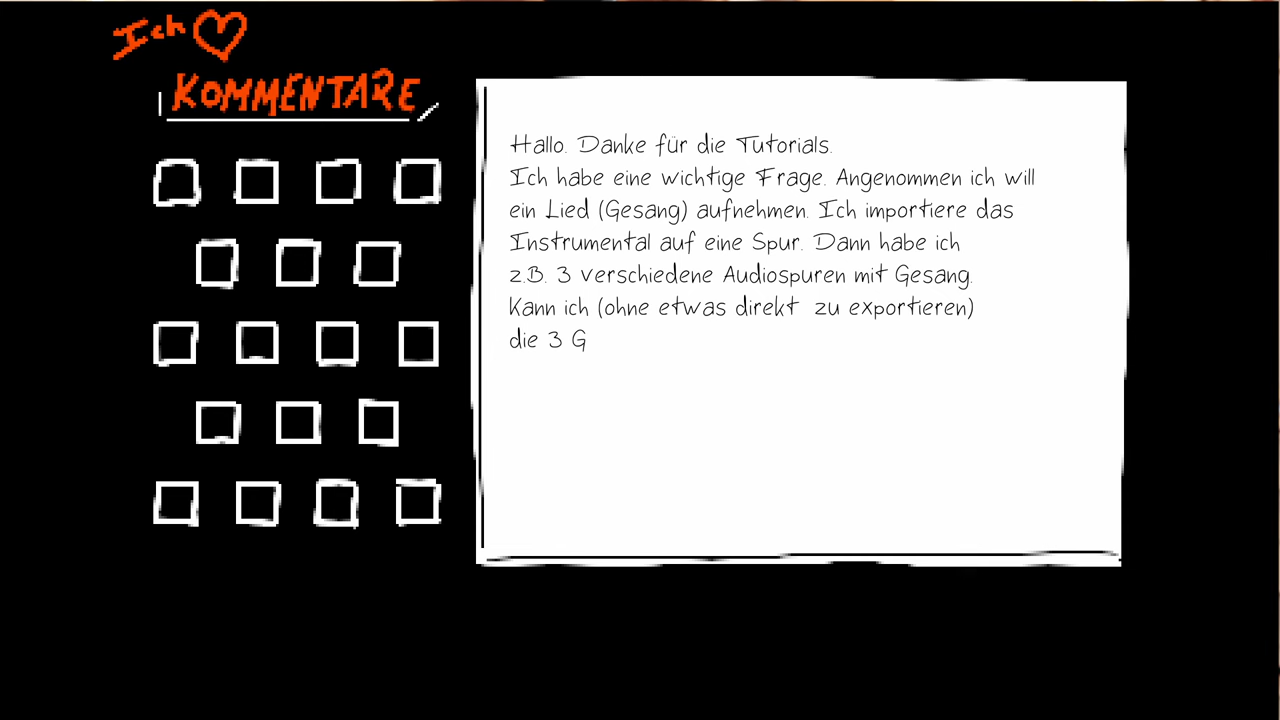 Ich
KOMMENTARE
Hallo. Danke für die Tutorials.
Ich habe eine wichtige Frage. Angenommen ich will
ein Lied (Gesang) aufnehmen. Ich importiere das
Instrumental auf eine Spur. Dann habe ich
z.B. 3 verschiedene Audiospuren mit Gesang.
Kann ich (ohne etwas direkt zu exportieren)
die 3 G